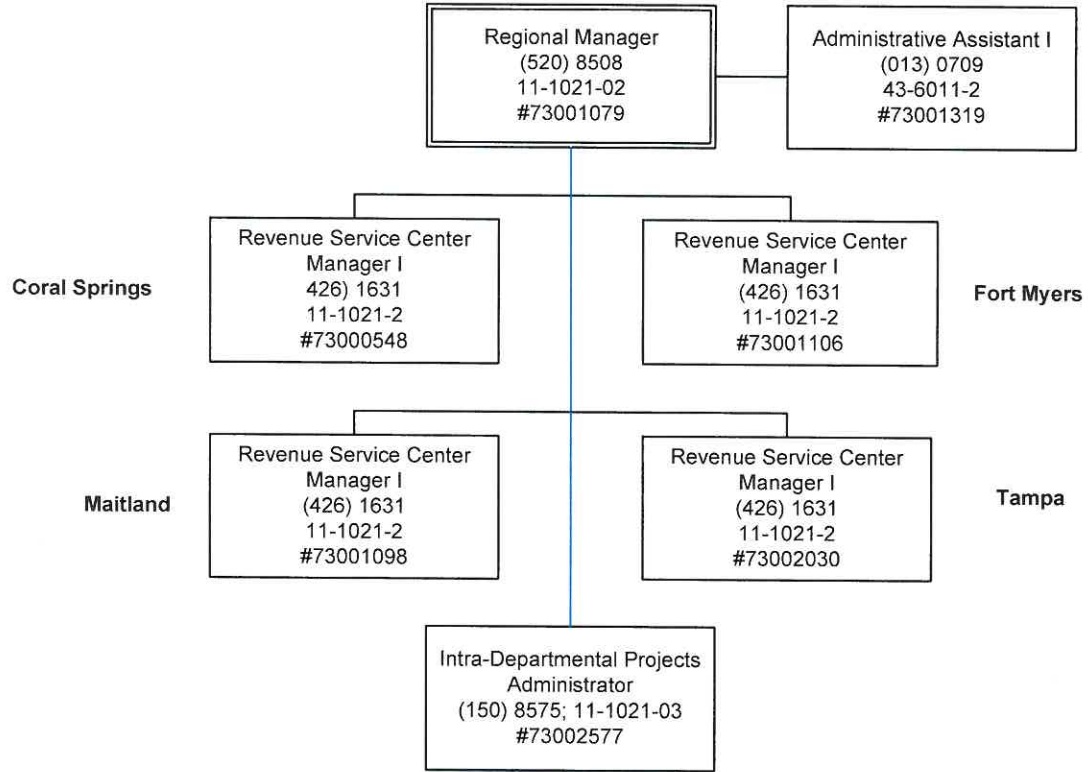 Regional Manager
(520) 8508
11-1021-02
#73001079
Administrative Assistant I
(013) 0709
43-6011-2
#73001319
Coral Springs
Revenue Service Center
Manager I
426) 1631
11-1021-2
#73000548
Revenue Service Center
Manager I
(426) 1631
11-1021-2
#73001106
Fort Myers
Maitland
Revenue Service Center
Manager I
(426) 1631
11-1021-2
#73001098
Revenue Service Center
Manager I
(426) 1631
11-1021-2
#73002030
Tampa
Intra-Departmental Projects
Administrator
(150) 8575; 11-1021-03
#73002577